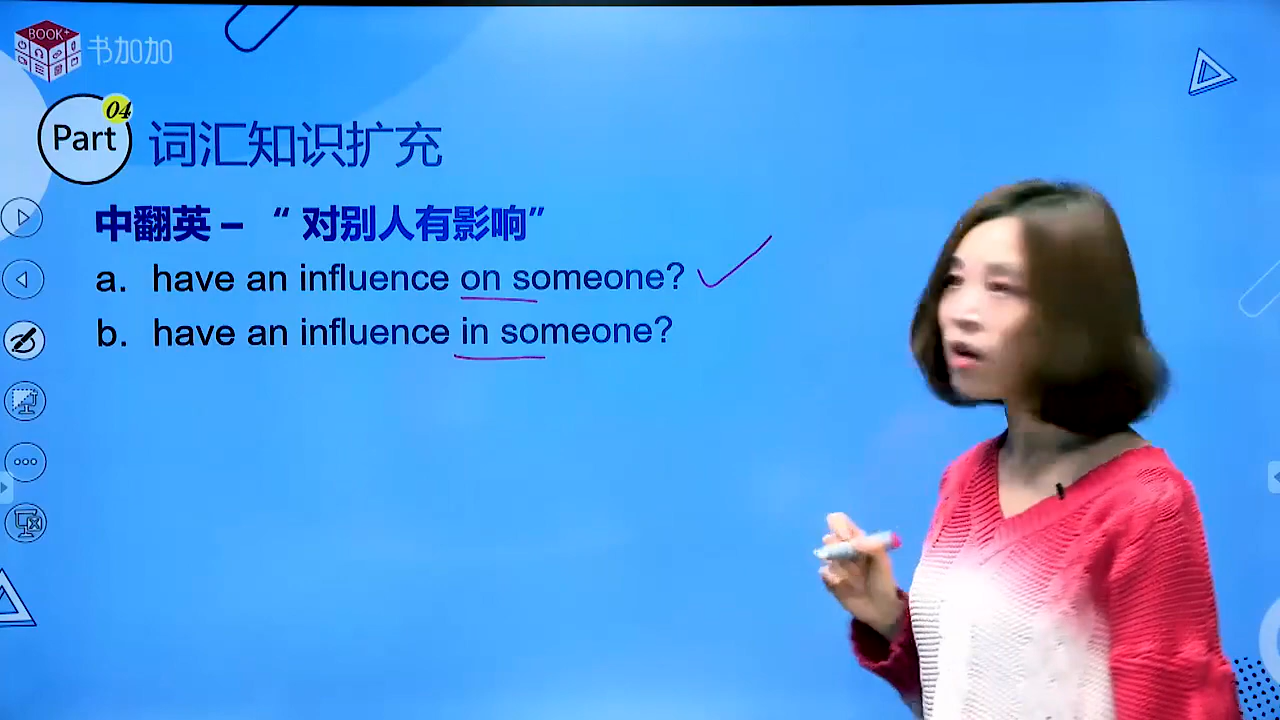 BOOK+
书加加
Part 04
词汇知识扩充
中翻英 – “ 对别人有影响”
a. have an influence on someone?
b. have an influence in someone?